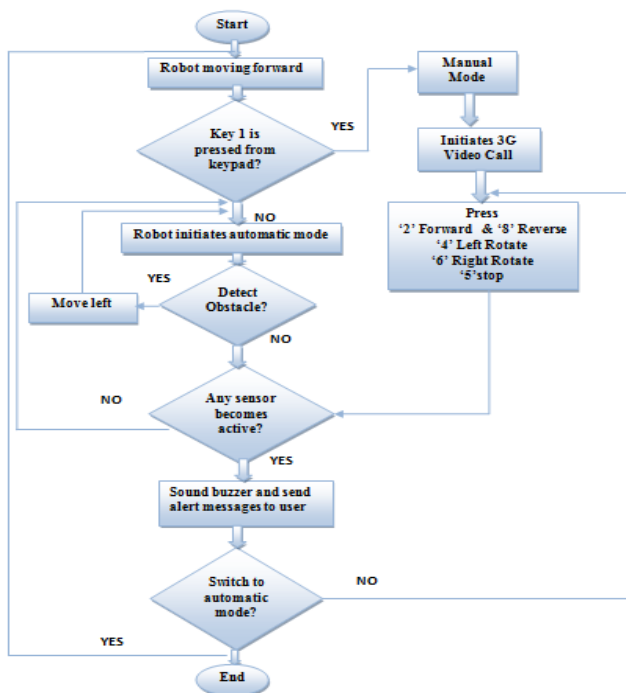 Start
Robot moving forward
Manual
Mode
YES
Key 1 is
pressed from
keypad?
Initiates 3G
Video Call
NO
Press
‘2’ Forward & ‘8’ Reverse
‘4’ Left Rotate
‘6’ Right Rotate
‘5’stop
Robot initiates automatic mode
YES
Move left
Detect
Obstacle?
NO
NO
Any sensor
becomes
active?
YES
Sound buzzer and send
alert messages to user
Switch to
automatic
mode?
NO
YES
End